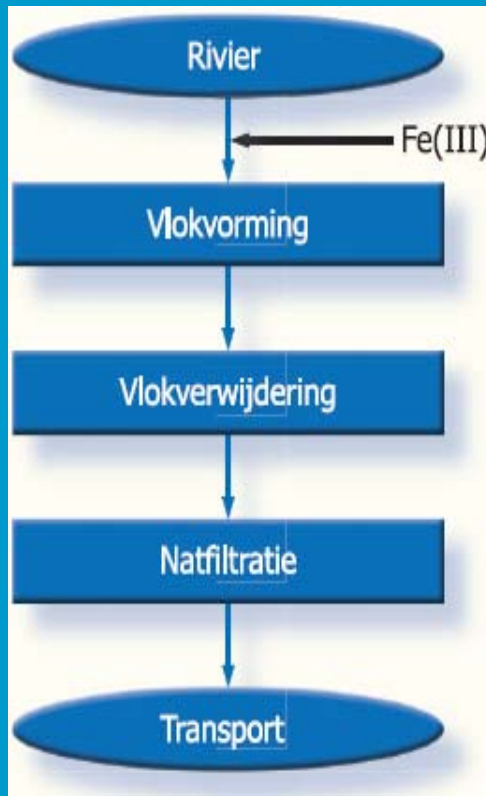 Rivier
Fe(III)
Vlokvorming
Vlokverwijdering
Natfiltratie
Transport